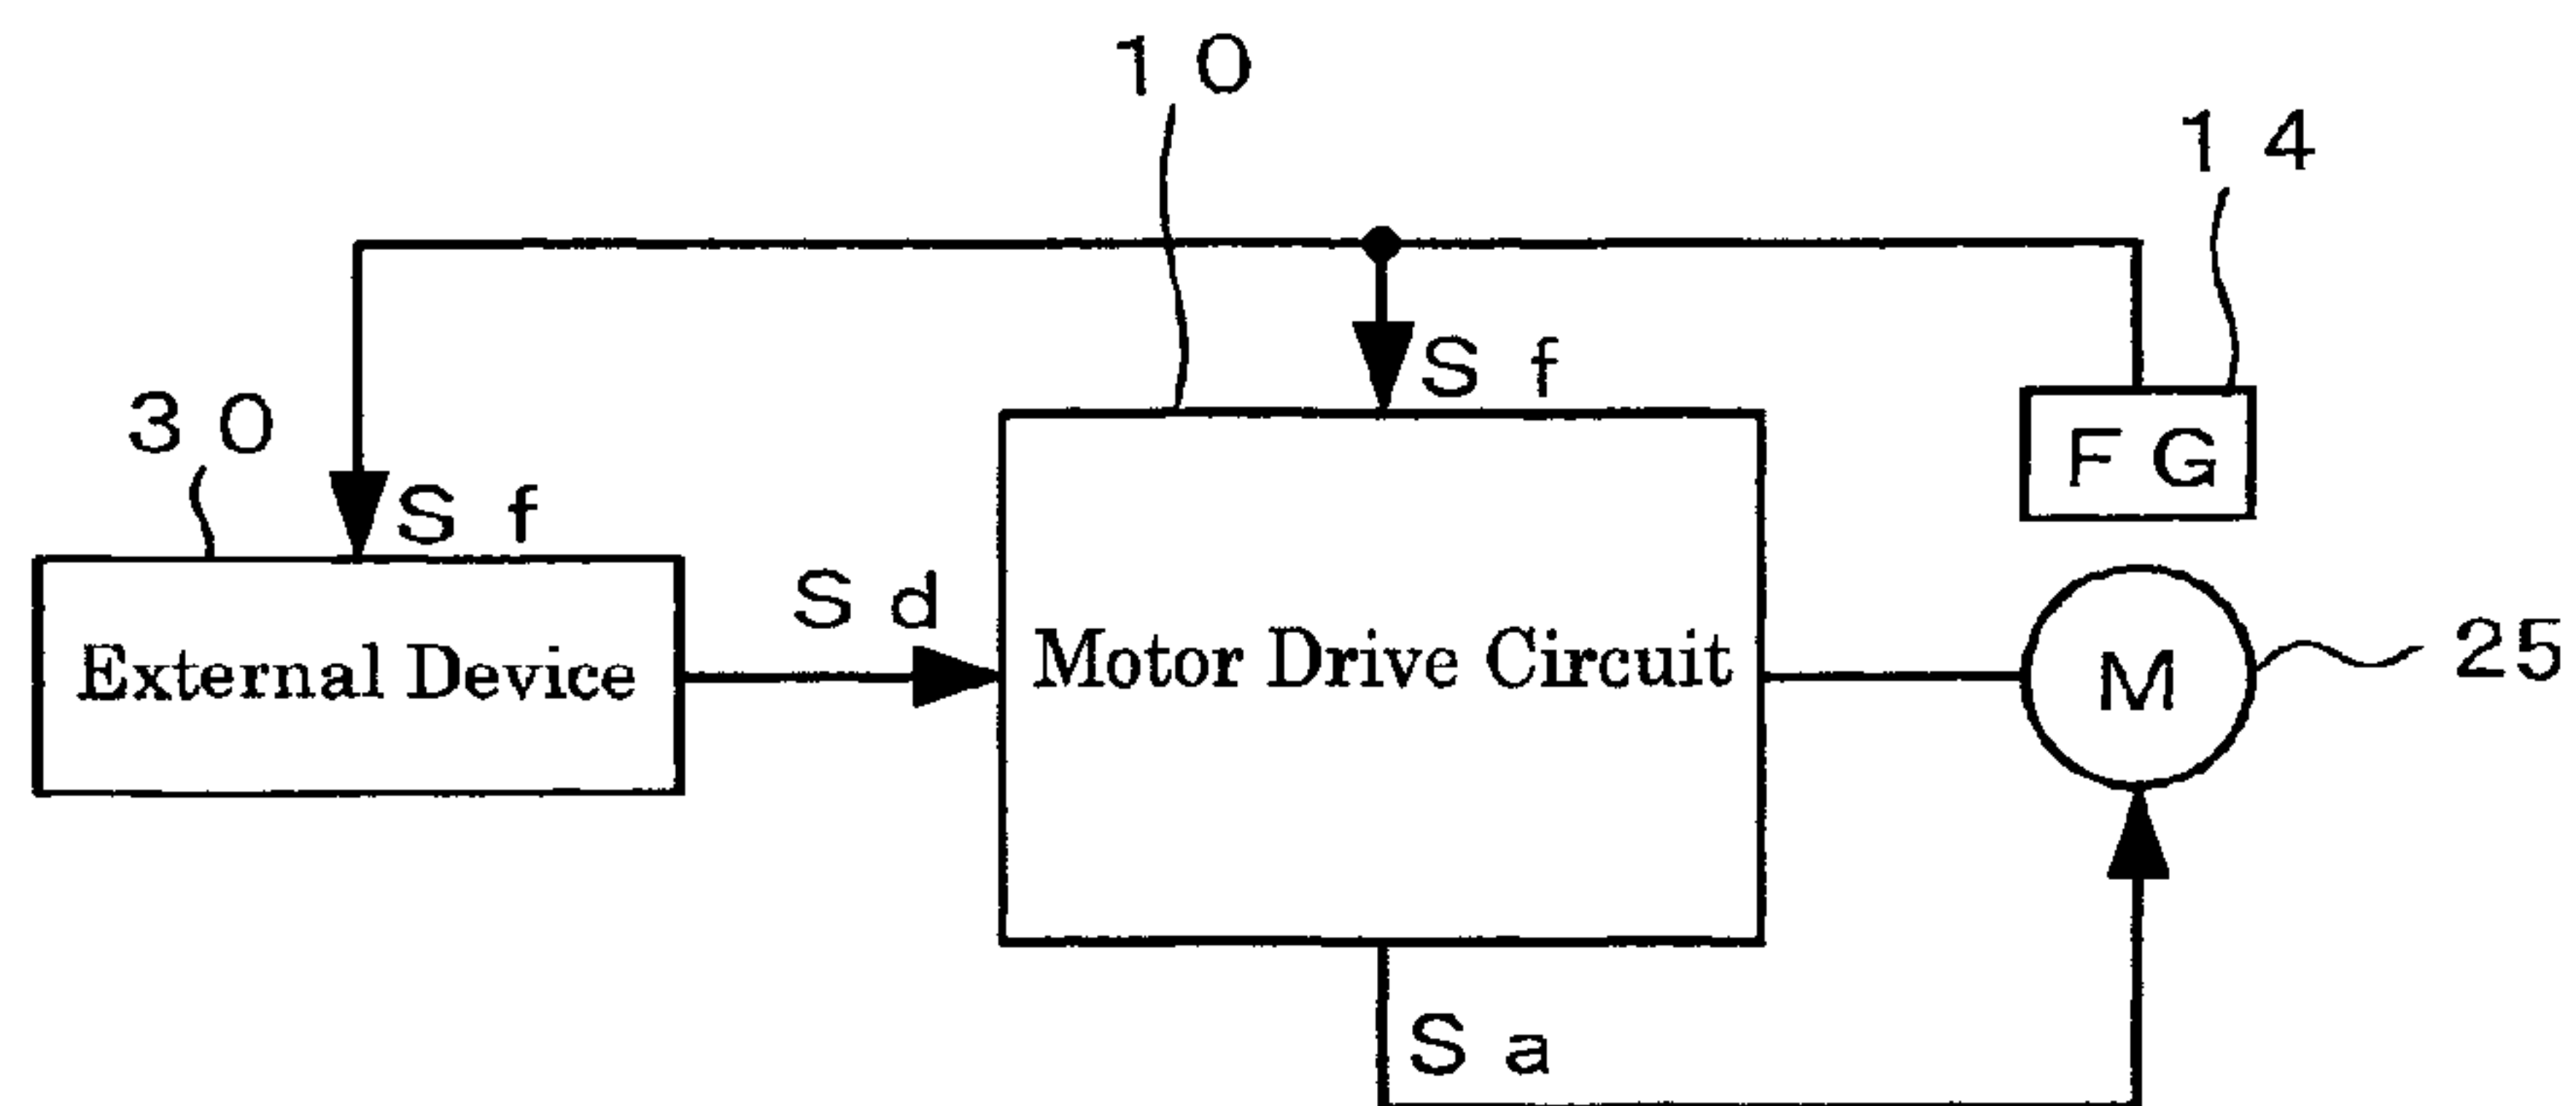 10
14
Sf
30
FG
Sf
Sd
External Device
Motor Drive Circuit
M
25
Sa